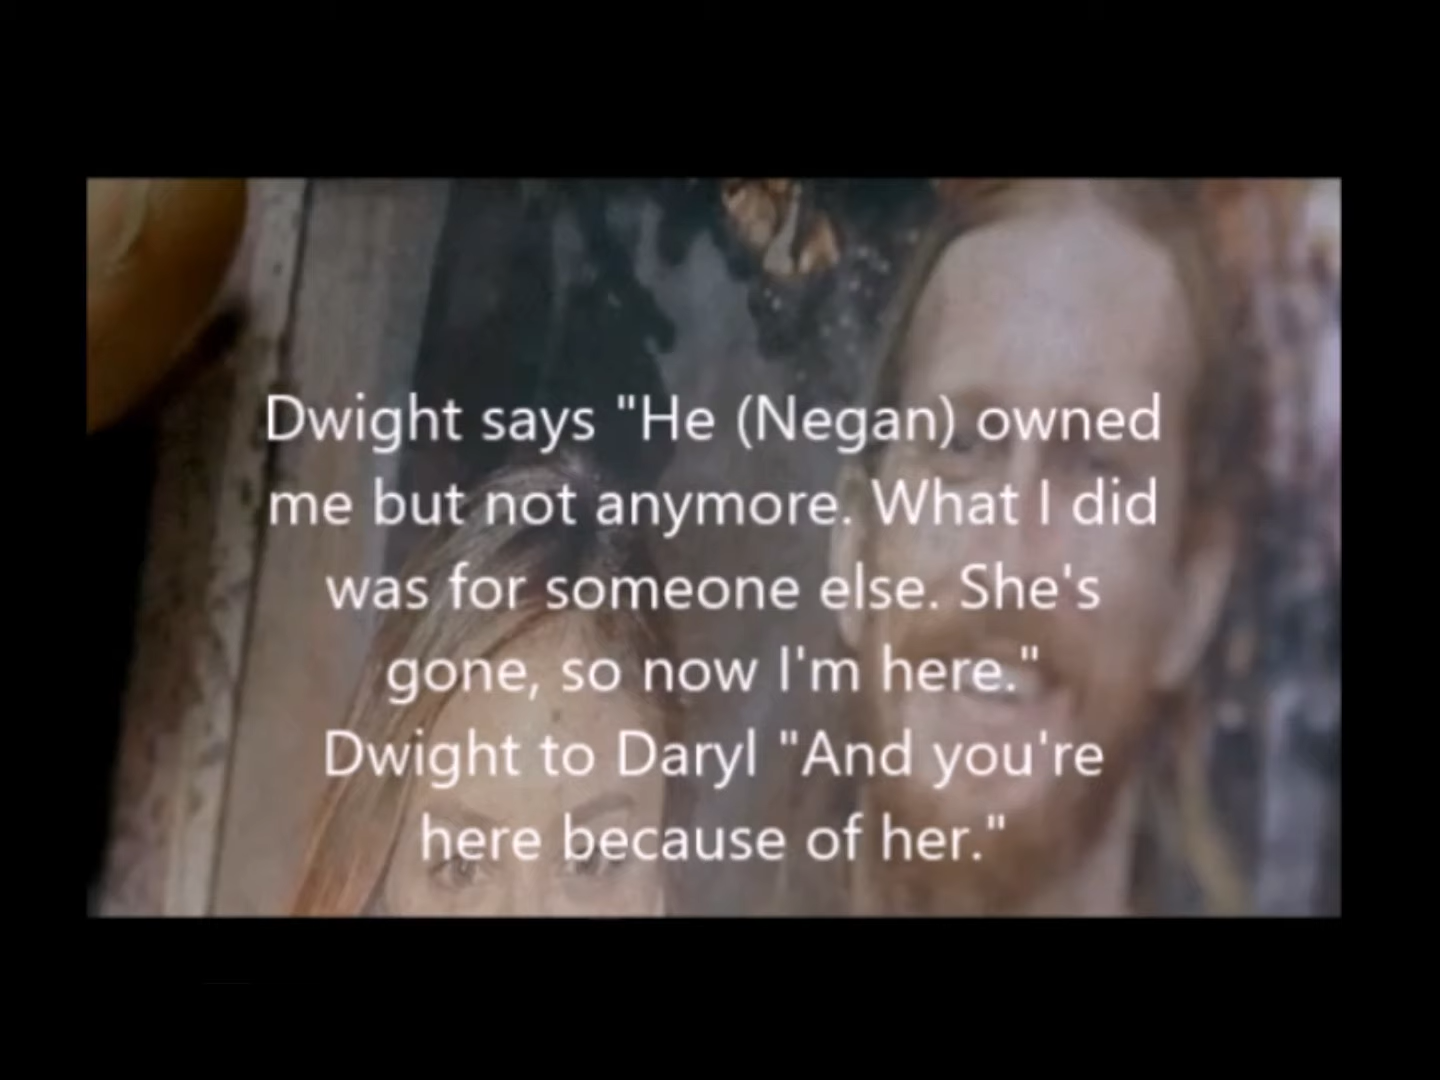 Dwight says "He (Negan) owned
me but not anymore. What I did
was for someone else. She's
gone, so now I'm here."
Dwight to Daryl "And you're
here because of her."